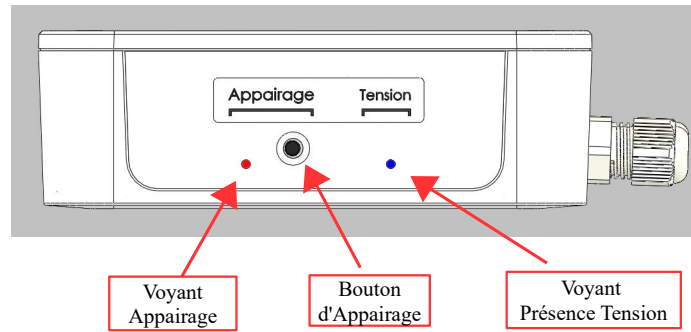 Appairage Tension
Voyant
Appairage
Bouton
d'Appairage
Voyant
Présence Tension